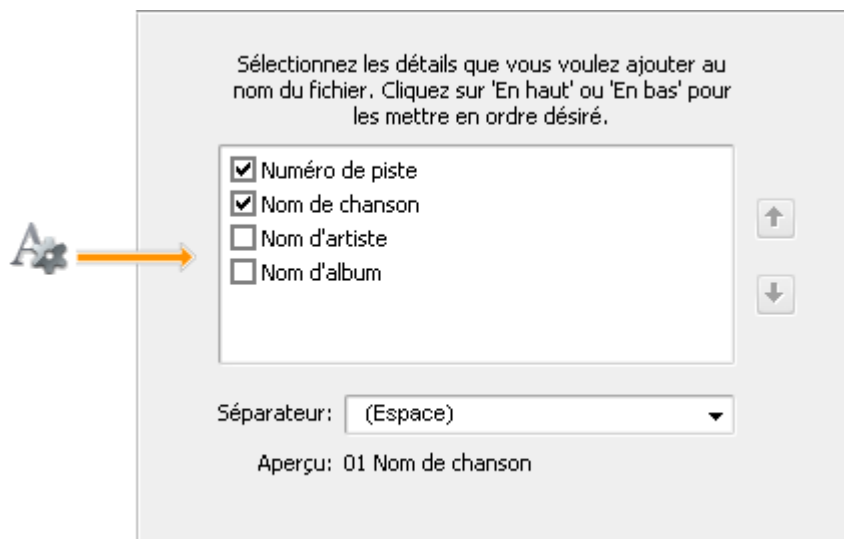 Sélectionnez les détails que vous voulez ajouter au
nom du fichier. Cliquez sur 'En haut' ou 'En bas' pour
les mettre en ordre désiré.
Numéro de piste
Nom de chanson
A
Nom d'artiste
Nom d'album
Séparateur: (Espace)
Aperçu: 01 Nom de chanson